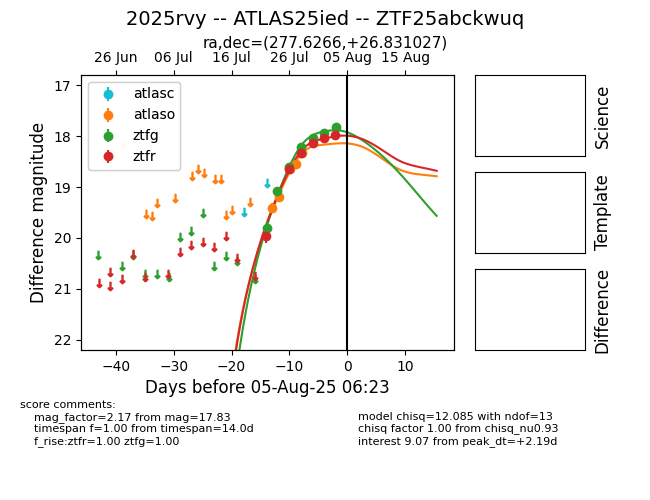 2025rvy -- ATLAS25ied -- ZTF25abckwuq
ra,dec=(277.6266,+26.831027)
26 Jun 06 Jul 16 Jul 26 Jul 05 Aug 15 Aug
17
18
19
20
21
22
Difference magnitude
atlasc
atlaso
ztfg
ztfr
Science
Template
Difference
−40 −30 −20 −10 0 10
Days before 05-Aug-25 06:23
score comments:
mag_factor=2.17 from mag=17.83
timespan f=1.00 from timespan=14.0d
f_rise:ztfr=1.00 ztfg=1.00
model chisq=12.085 with ndof=13
chisq factor 1.00 from chisq_nu0.93
interest 9.07 from peak_dt=+2.19d